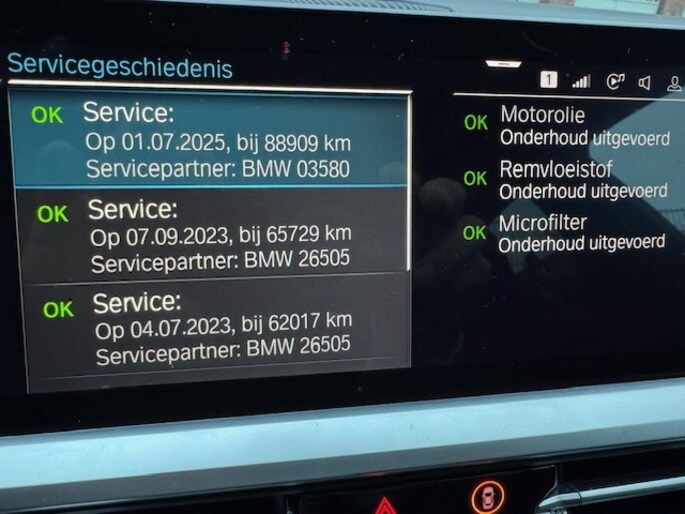 Servicegeschiedenis
1
OK Service:
Op 01.07.2025, bij 88909 km
Servicepartner: BMW 03580
OK Service:
Op 07.09.2023, bij 65729 km
Servicepartner: BMW 26505
OK Service:
Op 04.07.2023, bij 62017 km
Servicepartner: BMW 26505
OK Motorolie
Onderhoud uitgevoerd
OK Remvloeistof
Onderhoud uitgevoerd
OK Microfilter
Onderhoud uitgevoerd